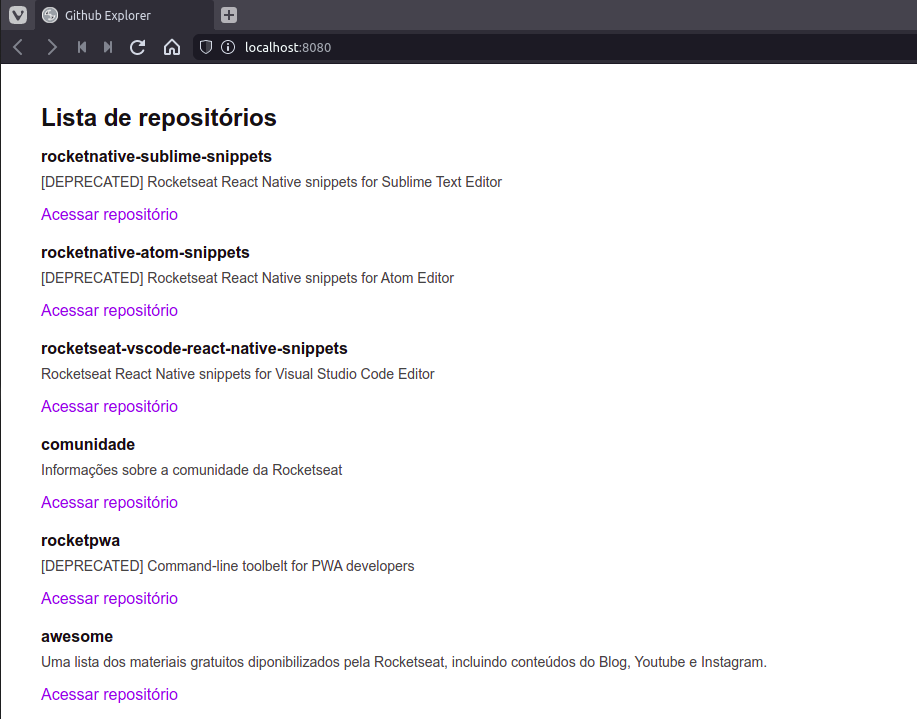 Github Explorer
localhost:8080
Lista de repositórios
rocketnative-sublime-snippets
[DEPRECATED] Rocketseat React Native snippets for Sublime Text Editor
Acessar repositório
rocketnative-atom-snippets
[DEPRECATED] Rocketseat React Native snippets for Atom Editor
Acessar repositório
rocketseat-vscode-react-native-snippets
Rocketseat React Native snippets for Visual Studio Code Editor
Acessar repositório
comunidade
Informações sobre a comunidade da Rocketseat
Acessar repositório
rocketpwa
[DEPRECATED] Command-line toolbelt for PWA developers
Acessar repositório
awesome
Uma lista dos materiais gratuitos diponibilizados pela Rocketseat, incluindo conteúdos do Blog, Youtube e Instagram.
Acessar repositório